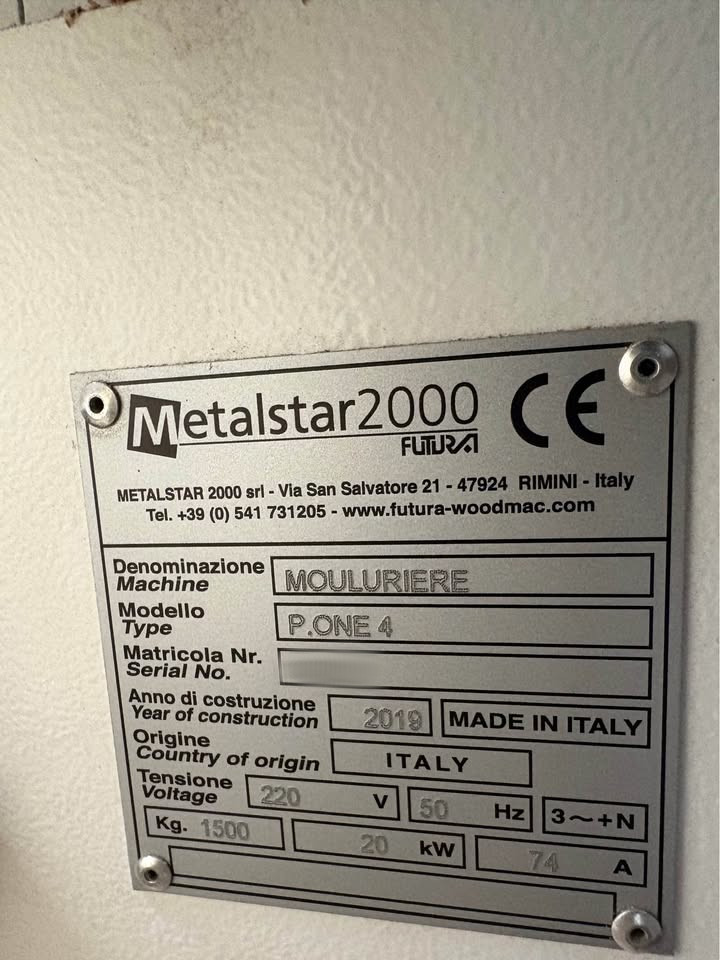 Metalstar2000
FUTURA
CE
METALSTAR 2000 srl - Via San Salvatore 21 - 47924 RIMINI - Italy
Tel. +39 (0) 541 731205 - www.futura-woodmac.com
Denominazione
Machine
MOULURIERE
Modello
Type
P.ONE 4
Matricola Nr.
Serial No.
Anno di costruzione
Year of construction
2019
MADE IN ITALY
Origine
Country of origin
ITALY
Tensione
Voltage
220 V
50 Hz
3~+N
Kg. 1500
20 kW
74 A